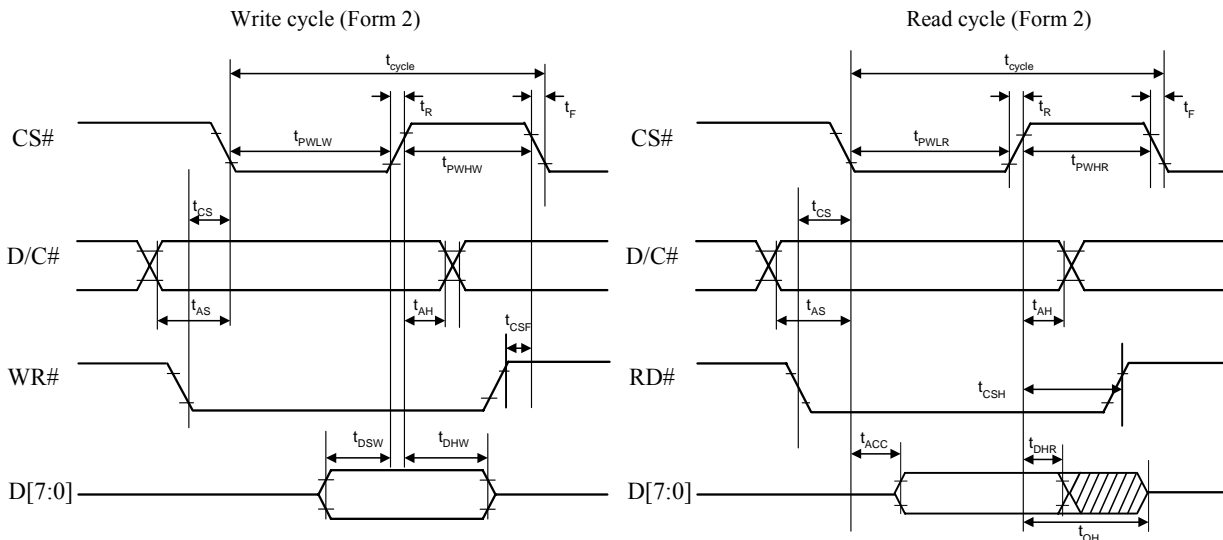 Write cycle (Form 2)
tcycle
tR
tF
CS#
tPWLW
tPWHW
tCS
D/C#
tAS
tAH
tCSF
WR#
tDSW
tDHW
D[7:0]
Read cycle (Form 2)
tcycle
tR
tF
CS#
tPWLR
tPWHR
tCS
D/C#
tAS
tAH
RD#
tCSH
tACC
tDHR
D[7:0]
tOH